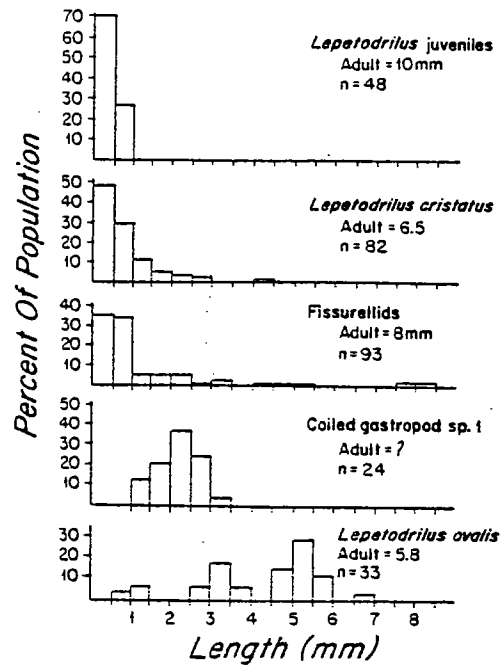 Percent Of Population
70
60
50
40
30
20
10
Lepetodrilus juveniles
Adult = 10mm
n = 48
50
40
30
20
10
Lepetodrilus cristatus
Adult = 6.5
n = 82
40
30
20
10
Fissurellids
Adult = 8mm
n = 93
50
40
30
20
10
Coiled gastropod sp. 1
Adult = ?
n = 24
30
20
10
Lepetodrilus ovalis
Adult = 5.8
n = 33
1 2 3 4 5 6 7 8
Length (mm)